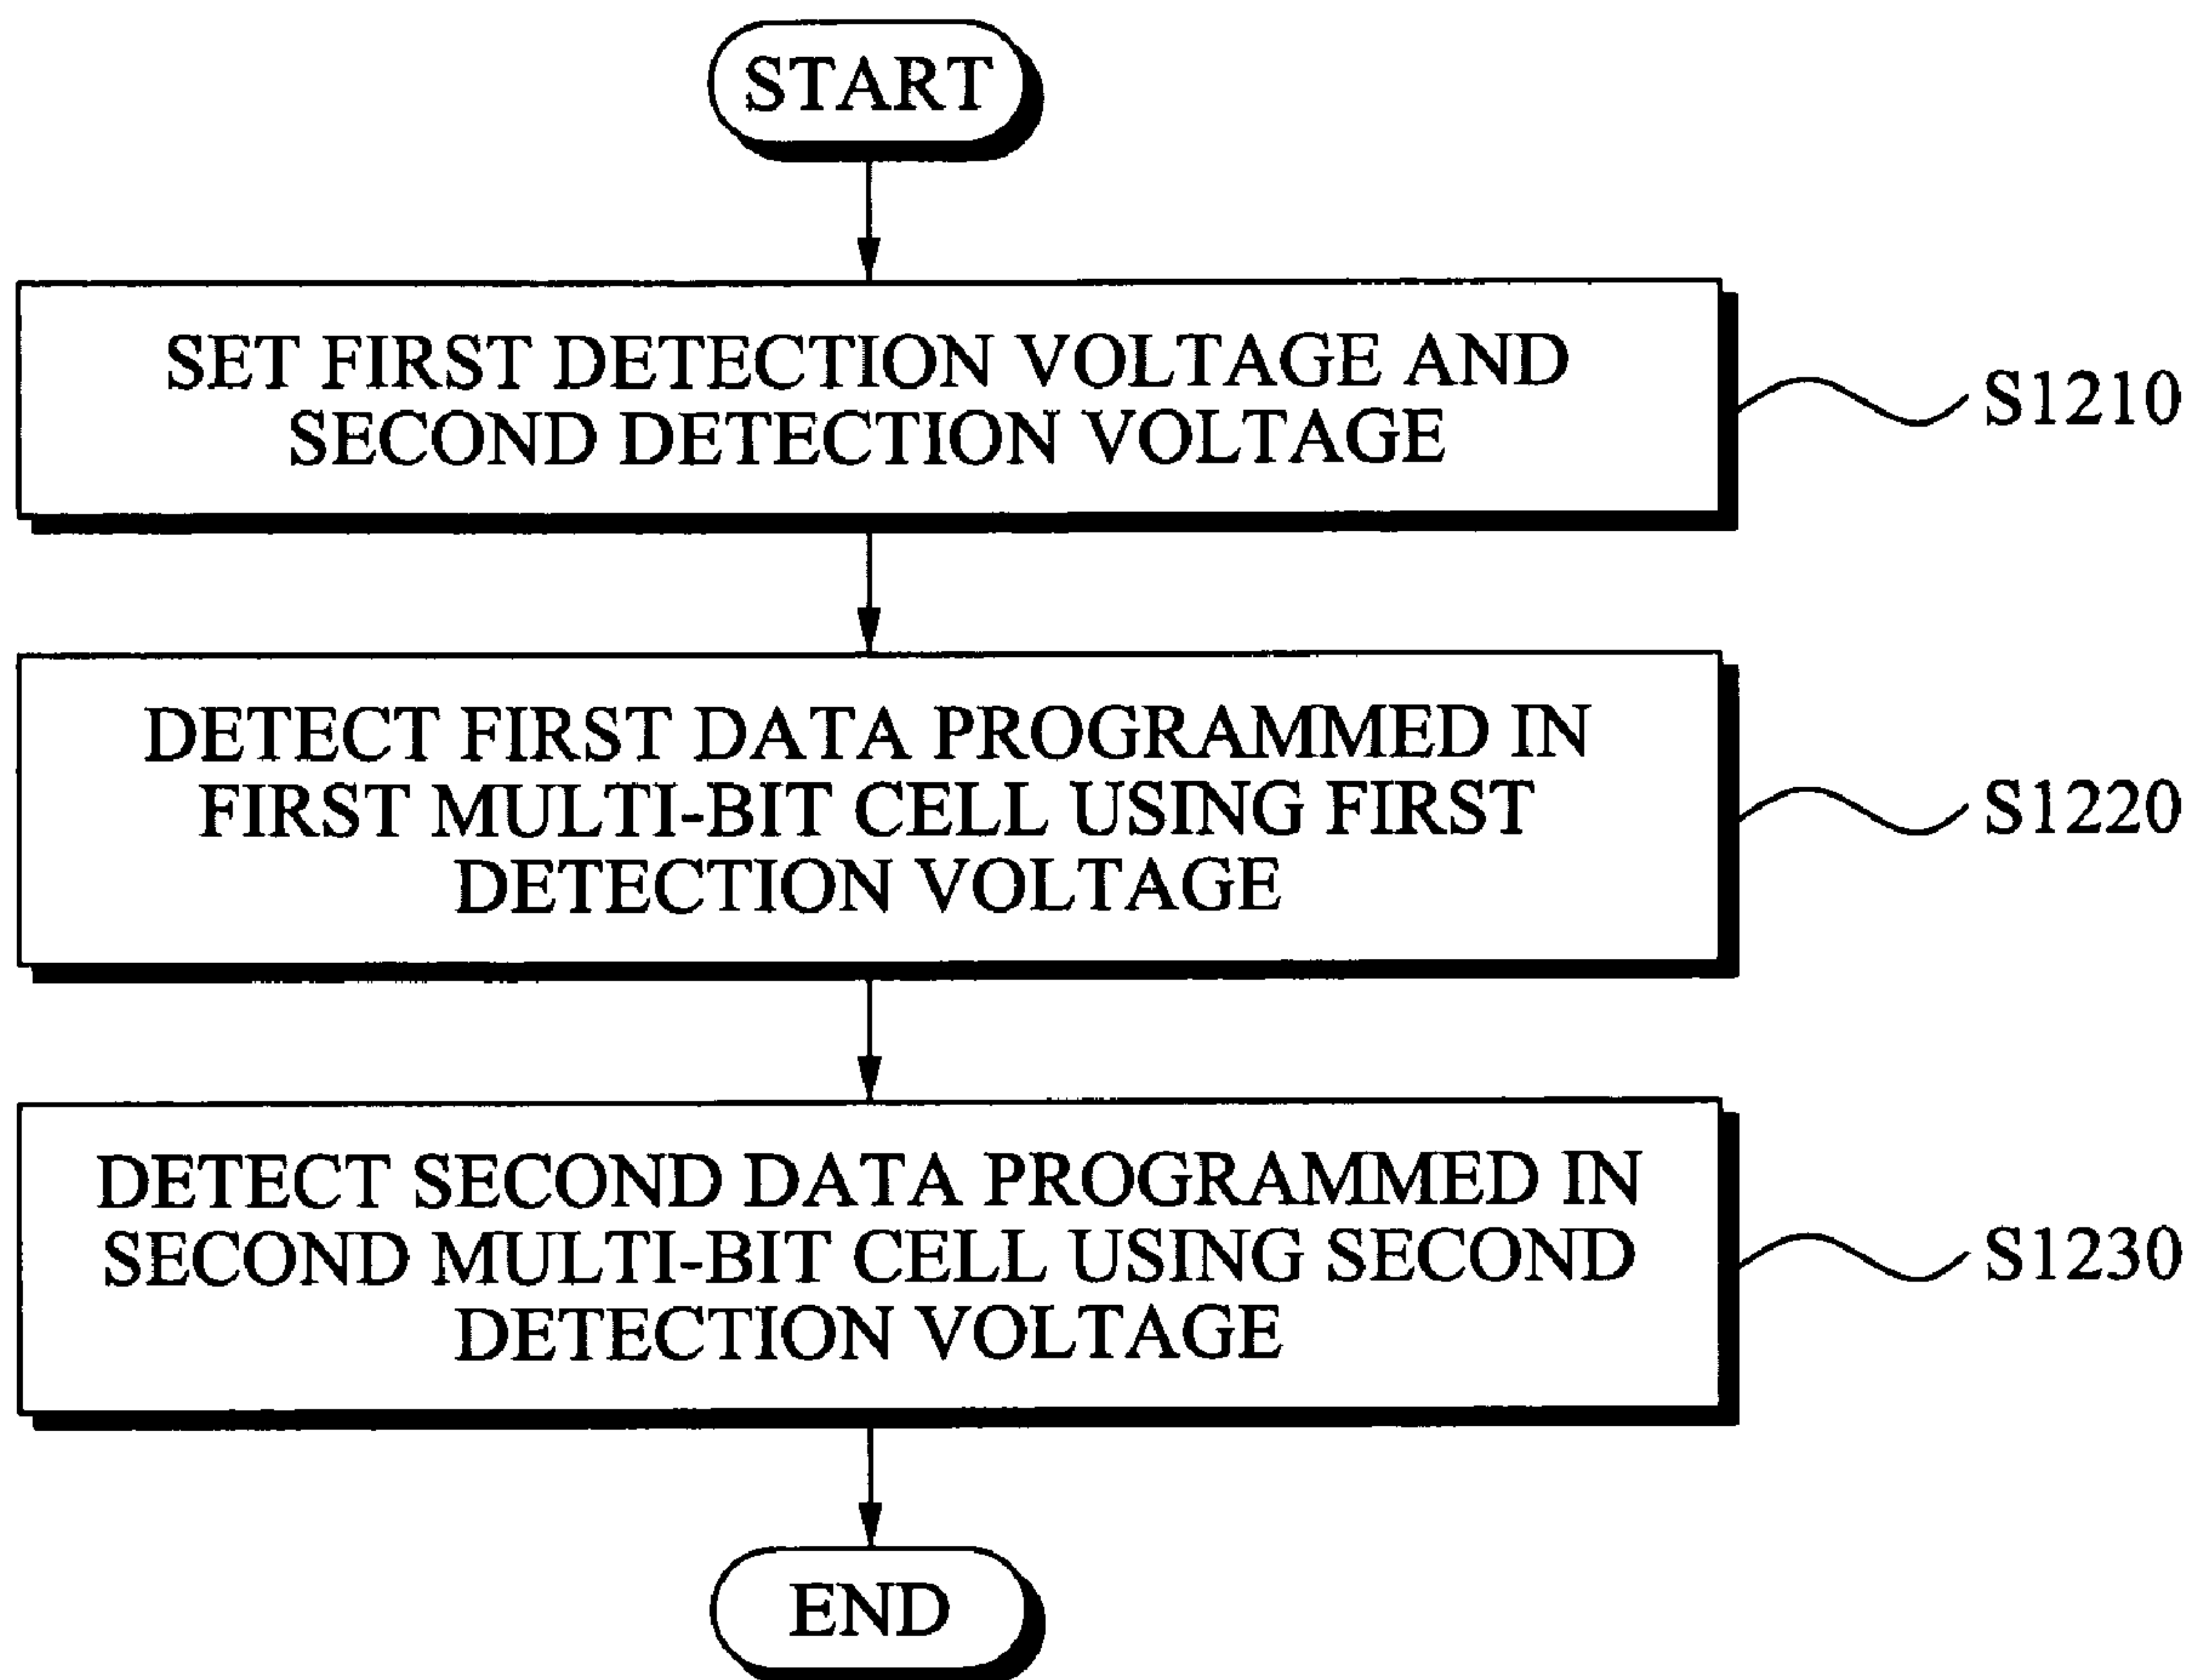 START
SET FIRST DETECTION VOLTAGE AND
SECOND DETECTION VOLTAGE
S1210
DETECT FIRST DATA PROGRAMMED IN
FIRST MULTI-BIT CELL USING FIRST
DETECTION VOLTAGE
S1220
DETECT SECOND DATA PROGRAMMED IN
SECOND MULTI-BIT CELL USING SECOND
DETECTION VOLTAGE
S1230
END